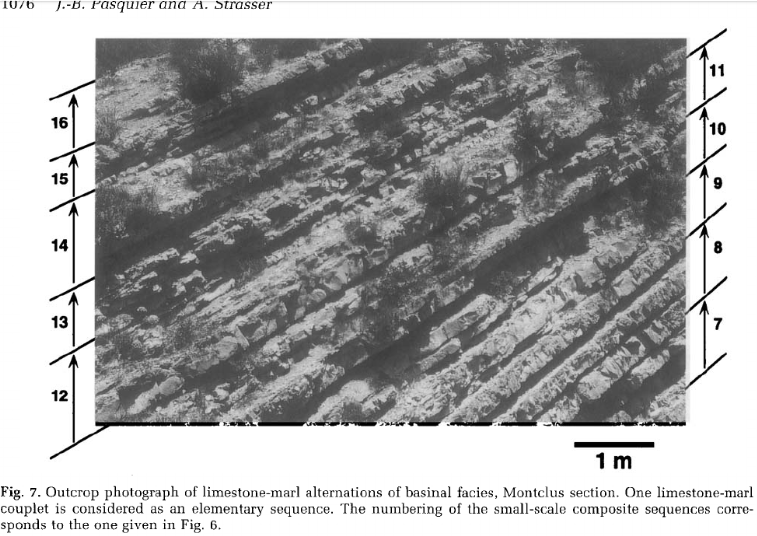 1076 J.-B. Pasquier and A. Strasser
11
16
10
15
9
14
8
13
7
12
1 m
Fig. 7. Outcrop photograph of limestone-marl alternations of basinal facies, Montclus section. One limestone-marl
couplet is considered as an elementary sequence. The numbering of the small-scale composite sequences corre-
sponds to the one given in Fig. 6.